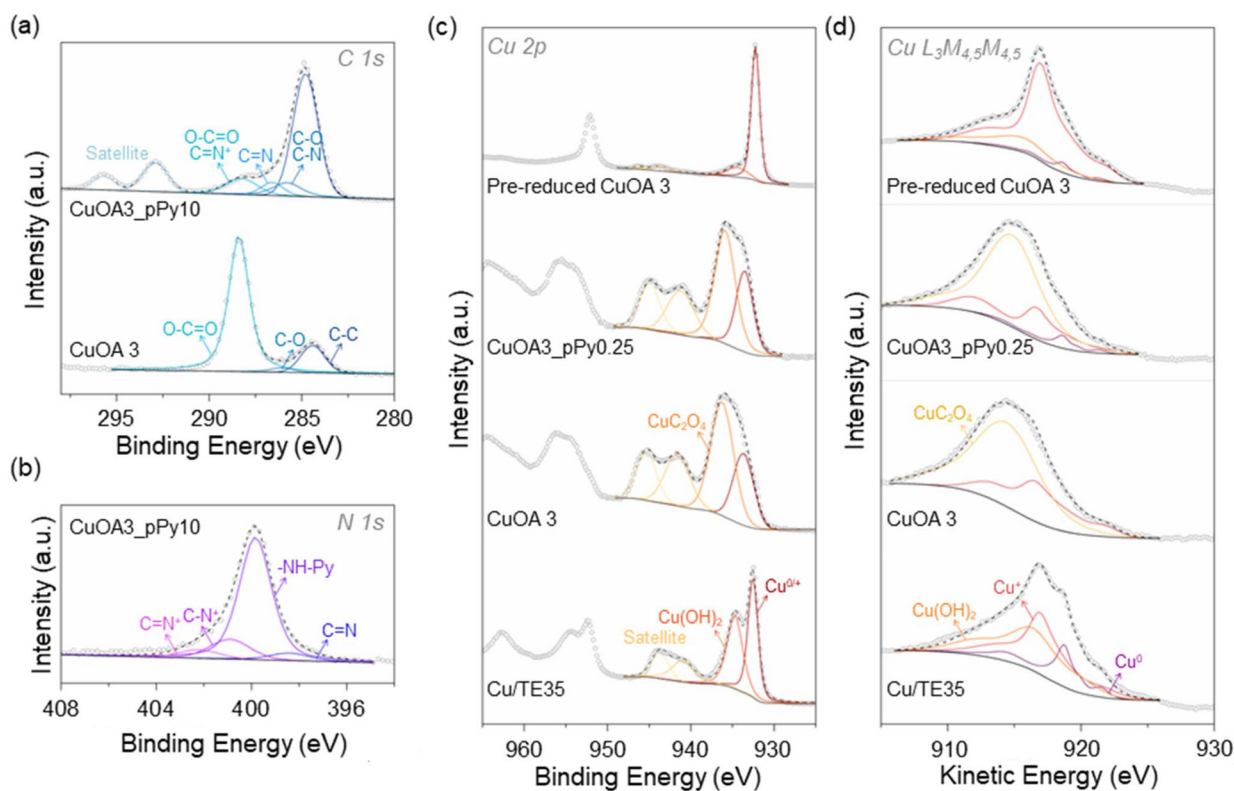 (a)
C 1s
O-C=O
C=N⁺
C=N
C-O
C-N
Satellite
CuOA3_pPy10
O-C=O
C-O
C-C
CuOA 3
Intensity (a.u.)
295
290
285
280
Binding Energy (eV)
(b)
CuOA3_pPy10
N 1s
-NH-Py
C=N⁺
C-N⁺
C=N
Intensity (a.u.)
408
404
400
396
Binding Energy (eV)
(c)
Cu 2p
Pre-reduced CuOA 3
CuOA3_pPy0.25
CuC₂O₄
CuOA 3
Cu⁰ᐟ⁺
Cu(OH)₂
Satellite
Cu/TE35
Intensity (a.u.)
960
950
940
930
Binding Energy (eV)
(d)
Cu L₃M₄,₅M₄,₅
Pre-reduced CuOA 3
CuOA3_pPy0.25
CuC₂O₄
CuOA 3
Cu⁺
Cu(OH)₂
Cu⁰
Cu/TE35
Intensity (a.u.)
910
920
930
Kinetic Energy (eV)